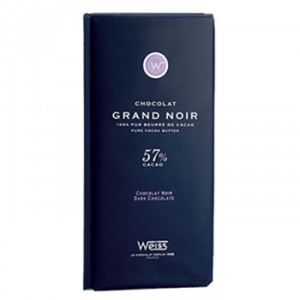 W
CHOCOLAT
GRAND NOIR
100% PUR BEURRE DE CACAO
PURE COCOA BUTTER
57%
CACAO
CHOCOLAT NOIR
DARK CHOCOLATE
Weiss
LE CHOCOLAT DEPUIS 1882
FRANCE